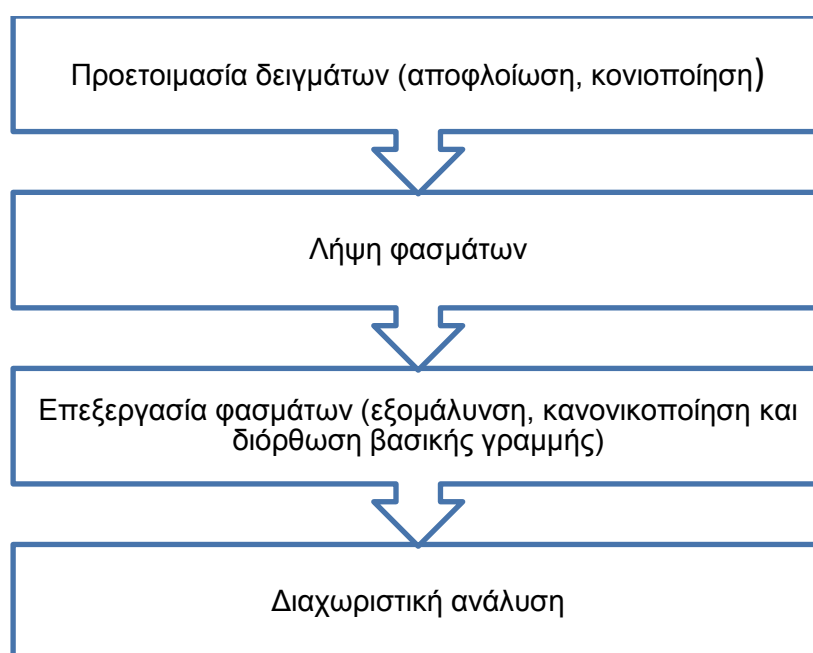 Προετοιμασία δειγμάτων (αποφλοίωση, κονιοποίηση)
Λήψη φασμάτων
Επεξεργασία φασμάτων (εξομάλυνση, κανονικοποίηση και
διόρθωση βασικής γραμμής)
Διαχωριστική ανάλυση